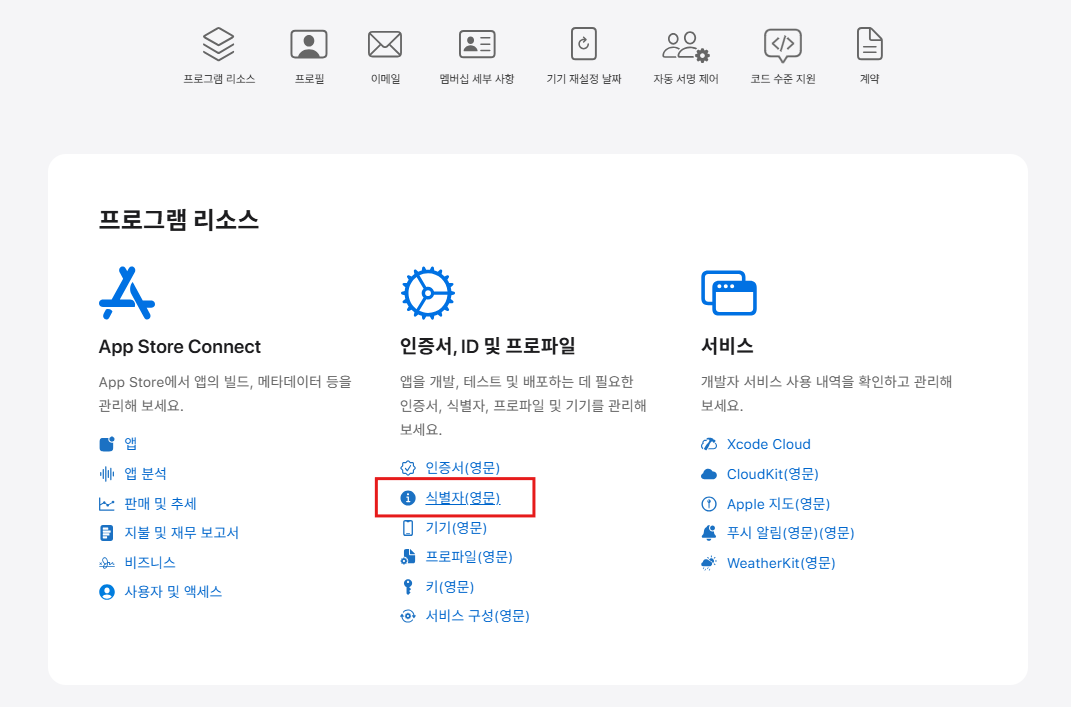 프로그램 리소스
프로필
이메일
멤버십 세부 사항
기기 재설정 날짜
자동 서명 제어
코드 수준 지원
계약
프로그램 리소스
App Store Connect
App Store에서 앱의 빌드, 메타데이터 등을
관리해 보세요.
앱
앱 분석
판매 및 추세
지불 및 재무 보고서
비즈니스
사용자 및 액세스
인증서, ID 및 프로파일
앱을 개발, 테스트 및 배포하는 데 필요한
인증서, 식별자, 프로파일 및 기기를 관리해
보세요.
인증서(영문)
식별자(영문)
기기(영문)
프로파일(영문)
키(영문)
서비스 구성(영문)
서비스
개발자 서비스 사용 내역을 확인하고 관리해
보세요.
Xcode Cloud
CloudKit(영문)
Apple 지도(영문)
푸시 알림(영문)(영문)
WeatherKit(영문)